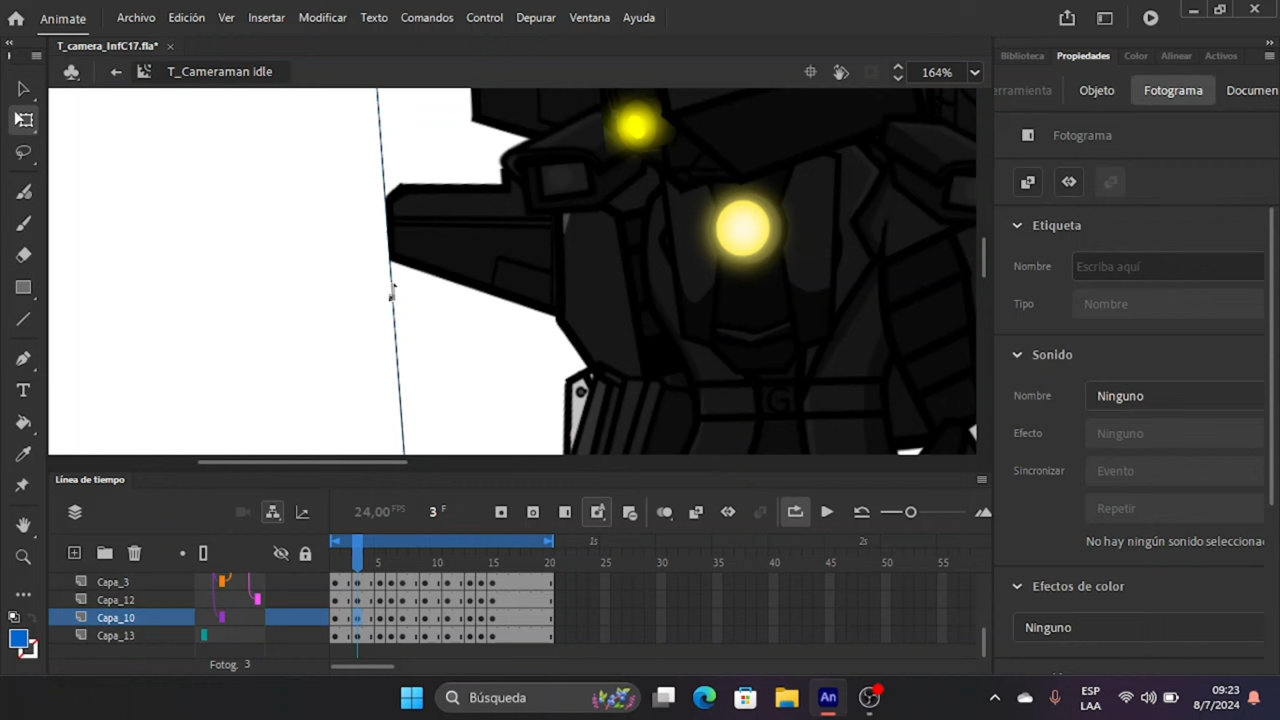 Animate Archivo Edición Ver Insertar Modificar Texto Comandos Control Depurar Ventana Ayuda
T_camera_InfC17.fla* ×
T_Cameraman idle 164%
Biblioteca Propiedades Color Alinear Activos
erramienta Objeto Fotograma Documen
Fotograma
Etiqueta
Nombre Escriba aquí
Tipo Nombre
Sonido
Nombre Ninguno
Efecto Ninguno
Sincronizar Evento
Repetir
No hay ningún sonido selecciona
Efectos de color
Ninguno
G
Línea de tiempo
24,00 FPS 3 F
1s 2s
5 10 15 20 25 30 35 40 45 50 55
Capa_3
Capa_12
Capa_10
Capa_13
Fotog. 3
Búsqueda
An
ESP
LAA
09:23
8/7/2024